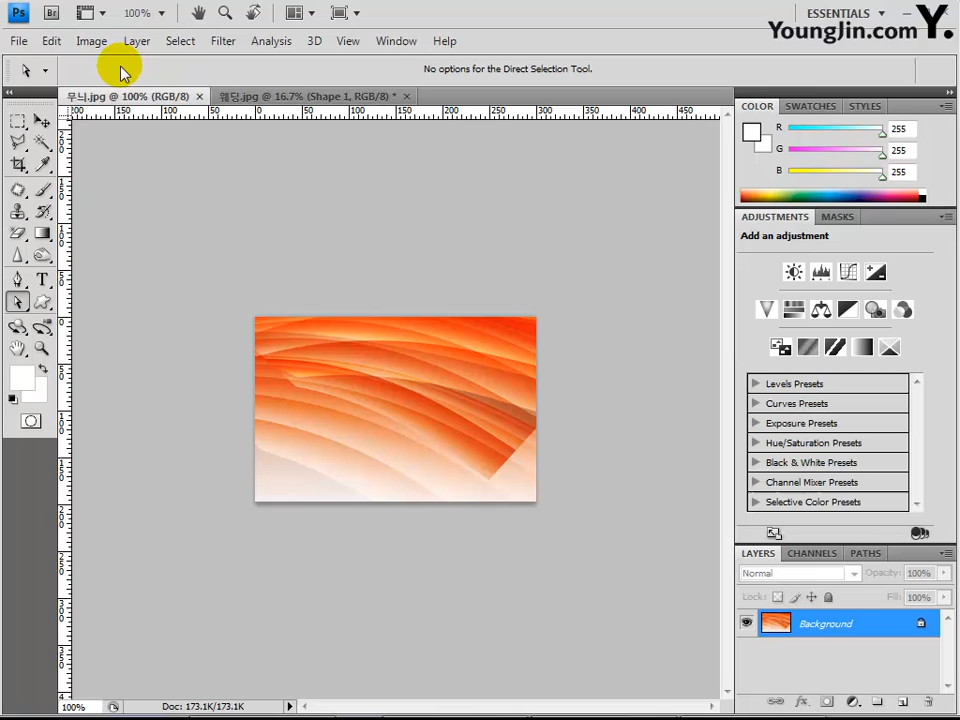 Ps Br 100% ESSENTIALS
YoungJin.com Y.
File Edit Image Layer Select Filter Analysis 3D View Window Help
No options for the Direct Selection Tool.
무늬.jpg @ 100% (RGB/8) × 웨딩.jpg @ 16.7% (Shape 1, RGB/8) * ×
COLOR SWATCHES STYLES
R 255
G 255
B 255
ADJUSTMENTS MASKS
Add an adjustment
Levels Presets
Curves Presets
Exposure Presets
Hue/Saturation Presets
Black & White Presets
Channel Mixer Presets
Selective Color Presets
LAYERS CHANNELS PATHS
Normal Opacity: 100%
Lock: Fill: 100%
Background
100% Doc: 173.1K/173.1K